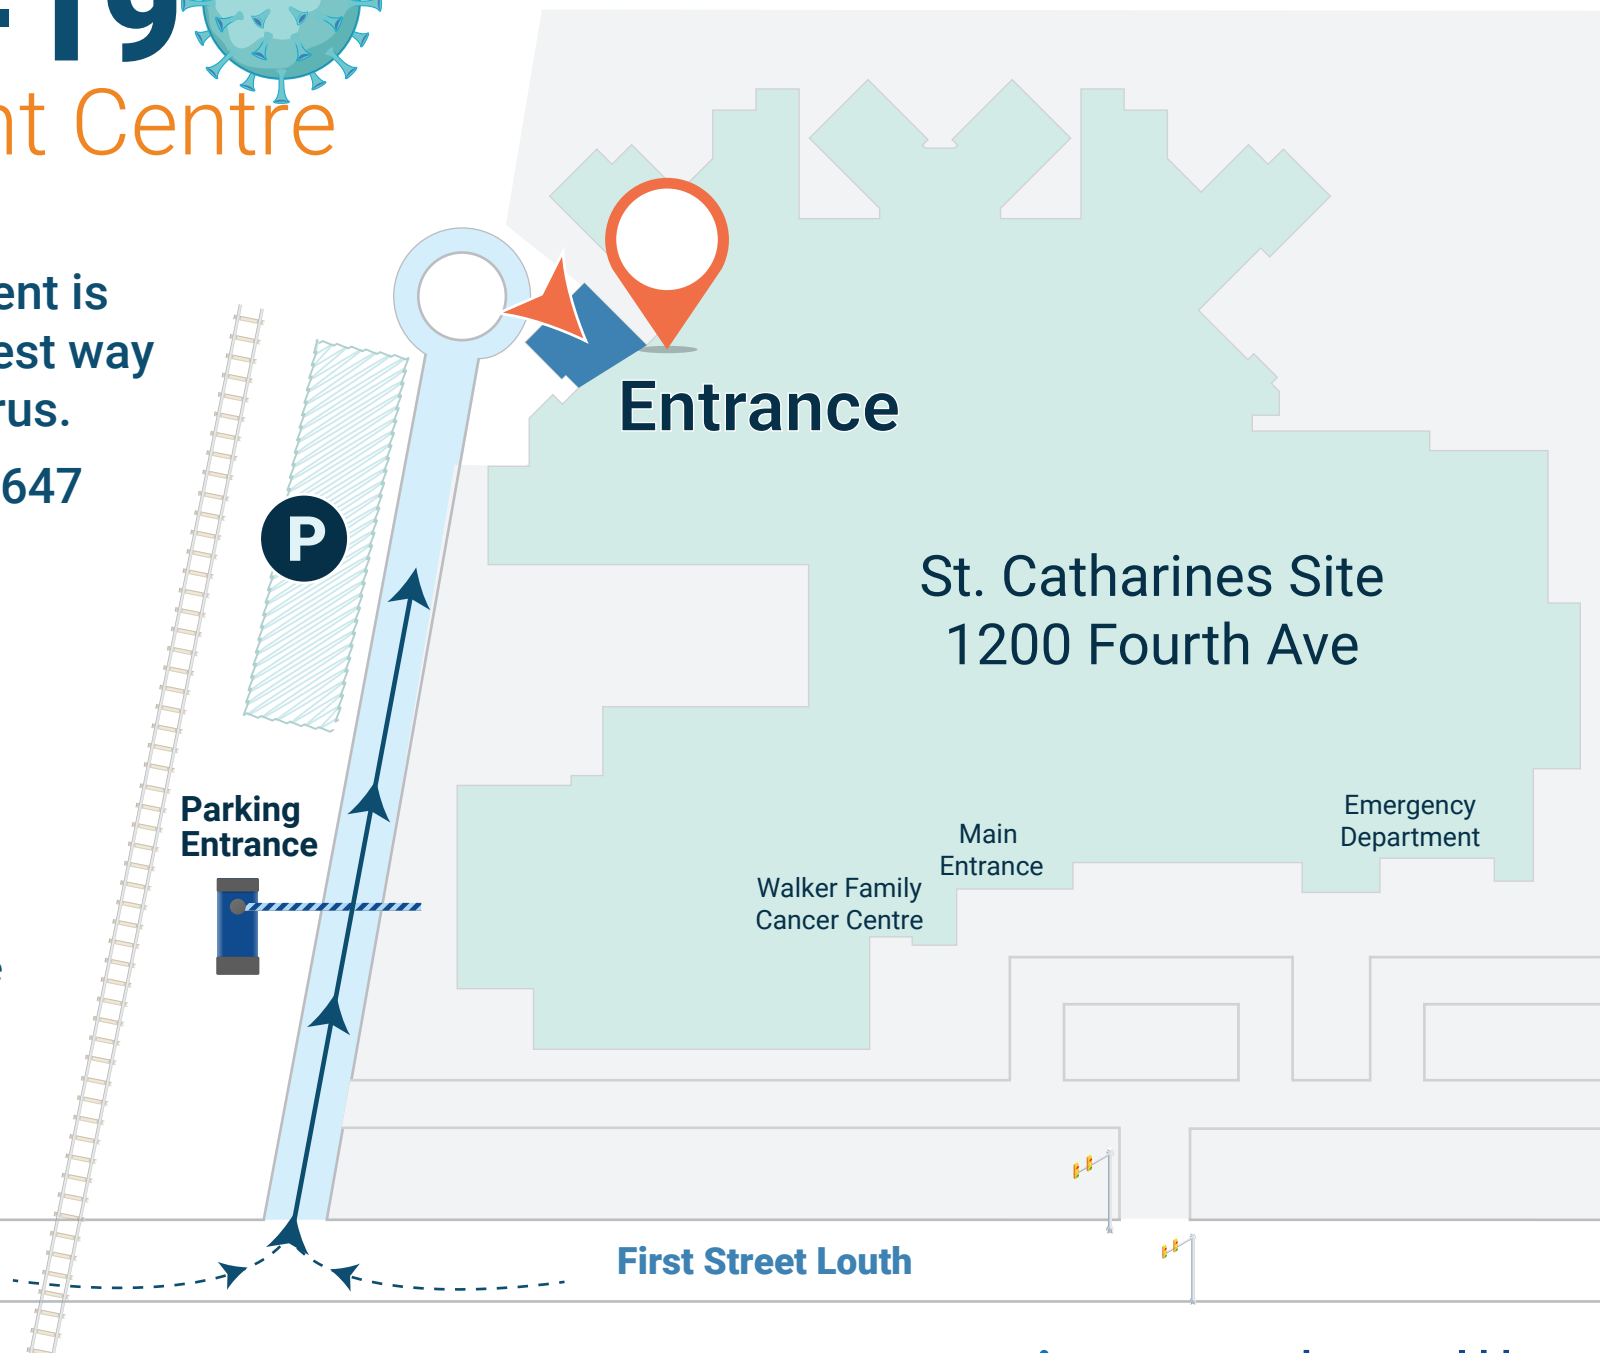 -19
nt Centre
ent is
est way
rus.
647
Entrance
P
St. Catharines Site
1200 Fourth Ave
Parking
Entrance
Emergency
Department
Main
Entrance
Walker Family
Cancer Centre
e
First Street Louth